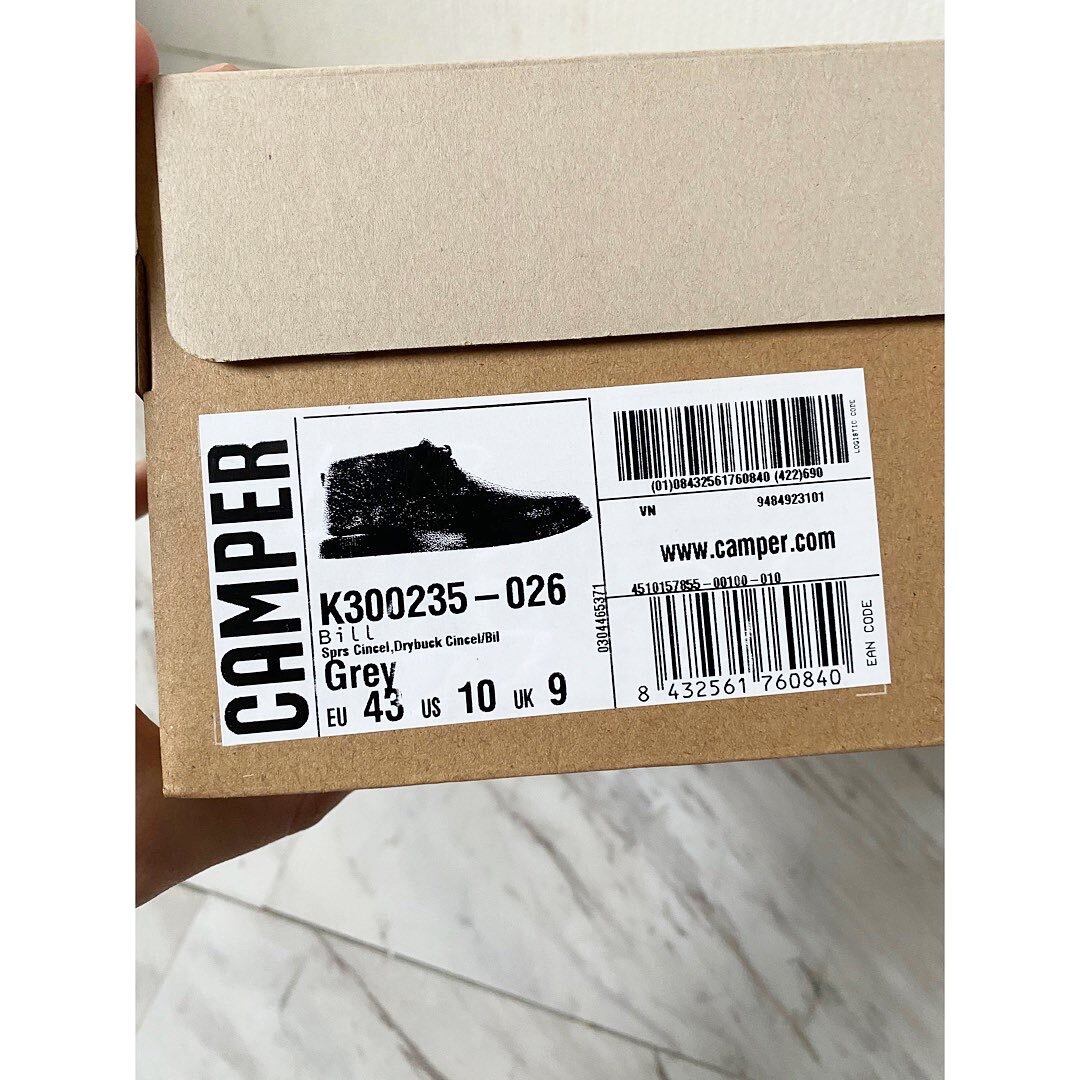 CAMPER
K300235-026
Bill
Sprs Cincel,Drybuck Cincel/Bil
Grey
EU 43 US 10 UK 9
0304465371
LOGISTIC CODE
(01)08432561760840 (422)690
VN 9484923101
www.camper.com
4510157855-00100-010
EAN CODE
8 432561 760840